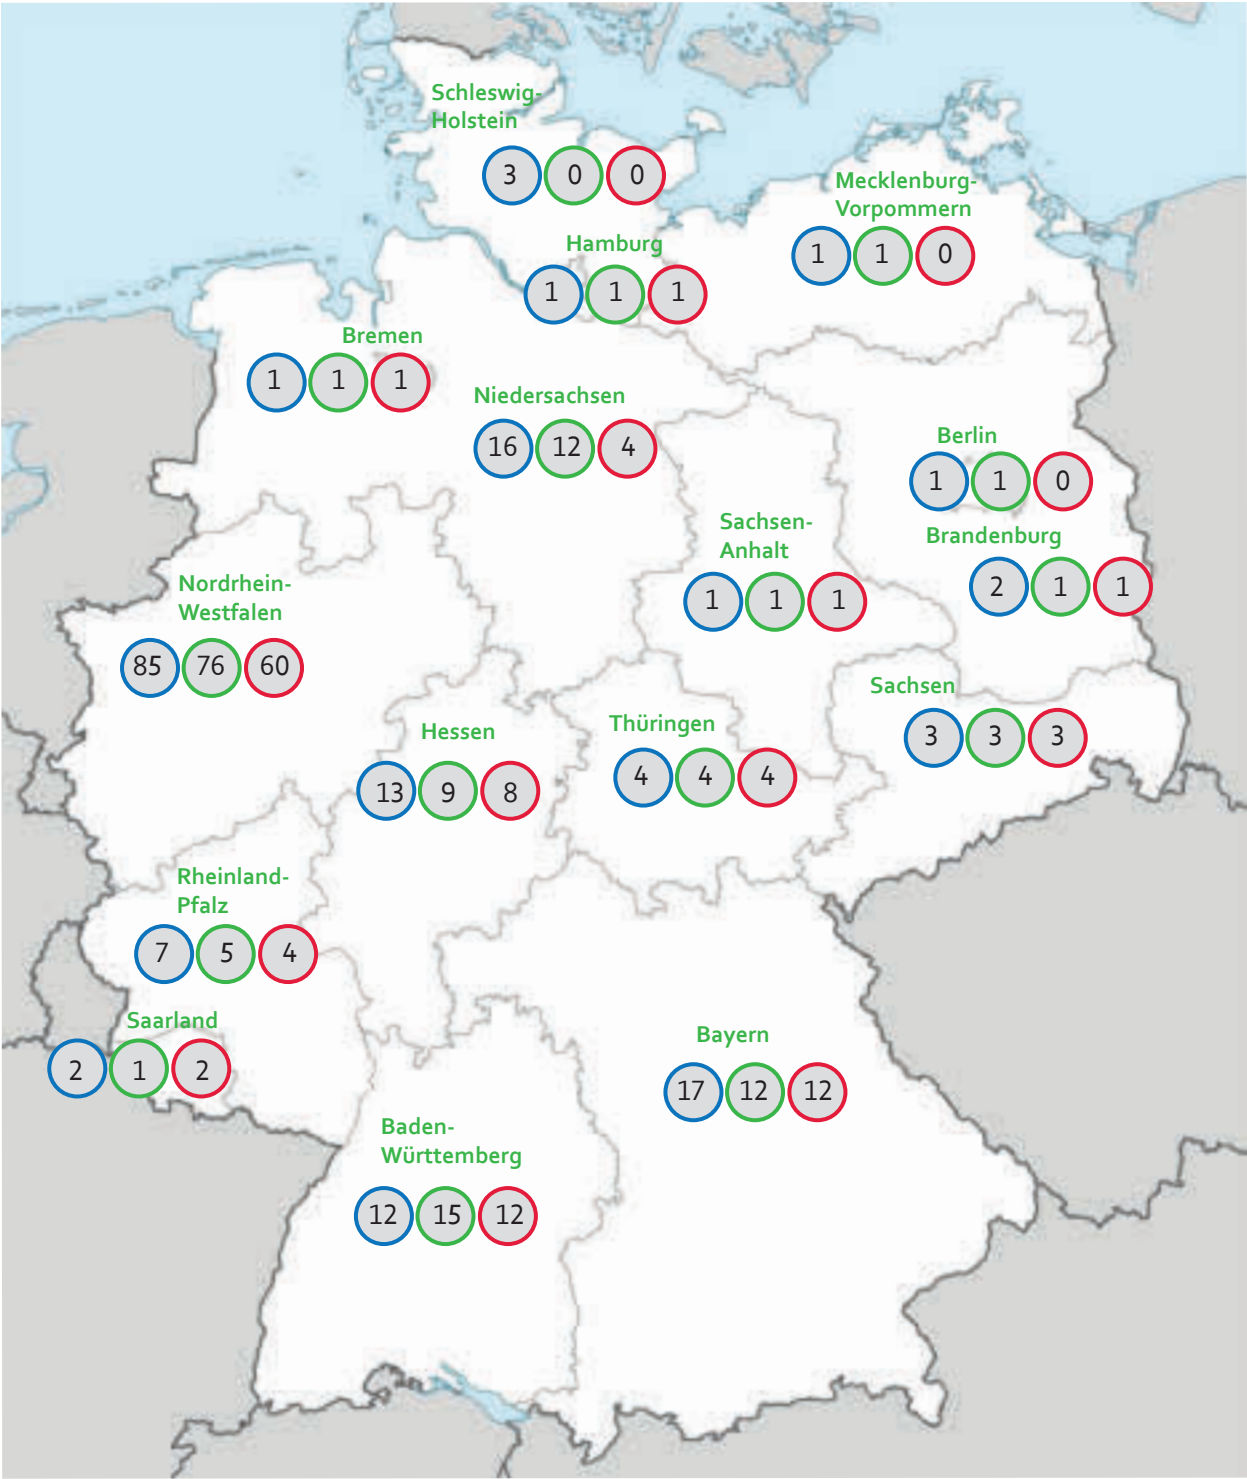 Schleswig-
Holstein
3 0 0
Mecklenburg-
Vorpommern
1 1 0
Hamburg
1 1 1
Bremen
1 1 1
Niedersachsen
16 12 4
Berlin
1 1 0
Sachsen-
Anhalt
1 1 1
Brandenburg
2 1 1
Nordrhein-
Westfalen
85 76 60
Sachsen
3 3 3
Hessen
13 9 8
Thüringen
4 4 4
Rheinland-
Pfalz
7 5 4
Saarland
2 1 2
Bayern
17 12 12
Baden-
Württemberg
12 15 12